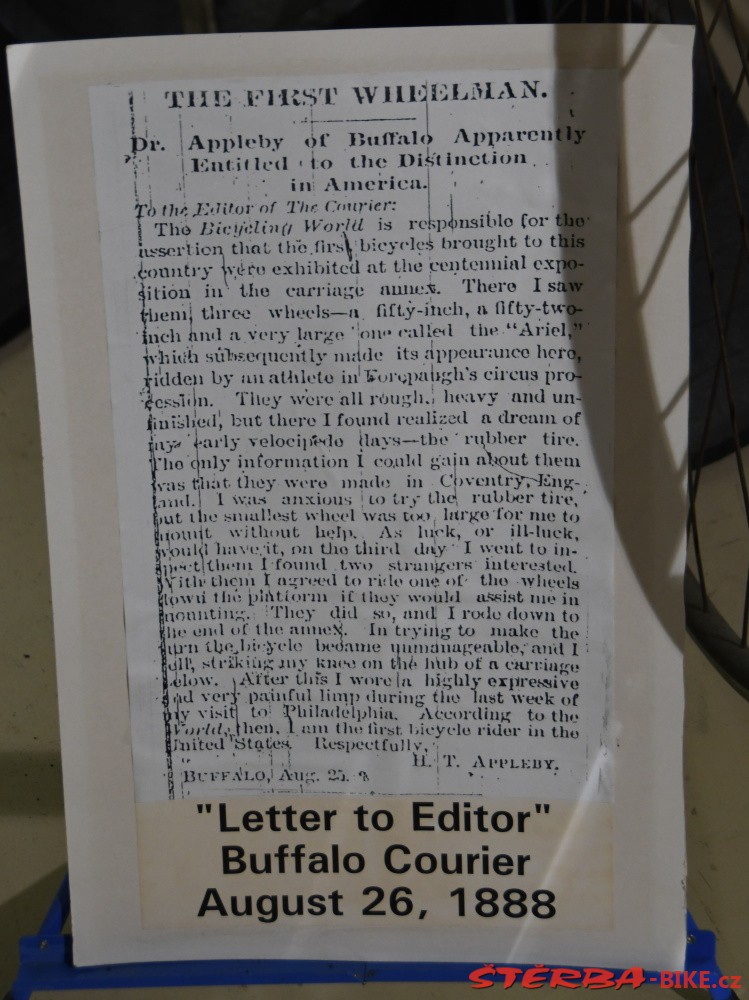 THE FIRST WHEELMAN.
Dr. Appleby of Buffalo Apparently
Entitled to the Distinction
in America.
To the Editor of The Courier:
The Bicycling World is responsible for the
assertion that the first bicycles brought to this
country were exhibited at the centennial expo-
sition in the carriage annex. There I saw
them, three wheels—a fifty-inch, a fifty-two-
inch and a very large one called the "Ariel,"
which subsequently made its appearance here,
ridden by an athlete in Forepaugh's circus pro-
cession. They were all rough, heavy and un-
finished, but there I found realized a dream of
my early velocipede days—the rubber tire.
The only information I could gain about them
was that they were made in Coventry, Eng-
land. I was anxious to try the rubber tire,
but the smallest wheel was too large for me to
mount without help. As luck, or ill-luck,
would have it, on the third day I went to in-
spect them I found two strangers interested.
With them I agreed to ride one of the wheels
down the platform if they would assist me in
mounting. They did so, and I rode down to
the end of the annex. In trying to make the
turn the bicycle became unmanageable, and I
fell, striking my knee on the hub of a carriage
below. After this I wore a highly expressive
and very painful limp during the last week of
my visit to Philadelphia. According to the
World, then, I am the first bicycle rider in the
United States. Respectfully,
H. T. APPLEBY.
BUFFALO, Aug. 25.
"Letter to Editor"
Buffalo Courier
August 26, 1888
ŠTĚRBA-BIKE.cz